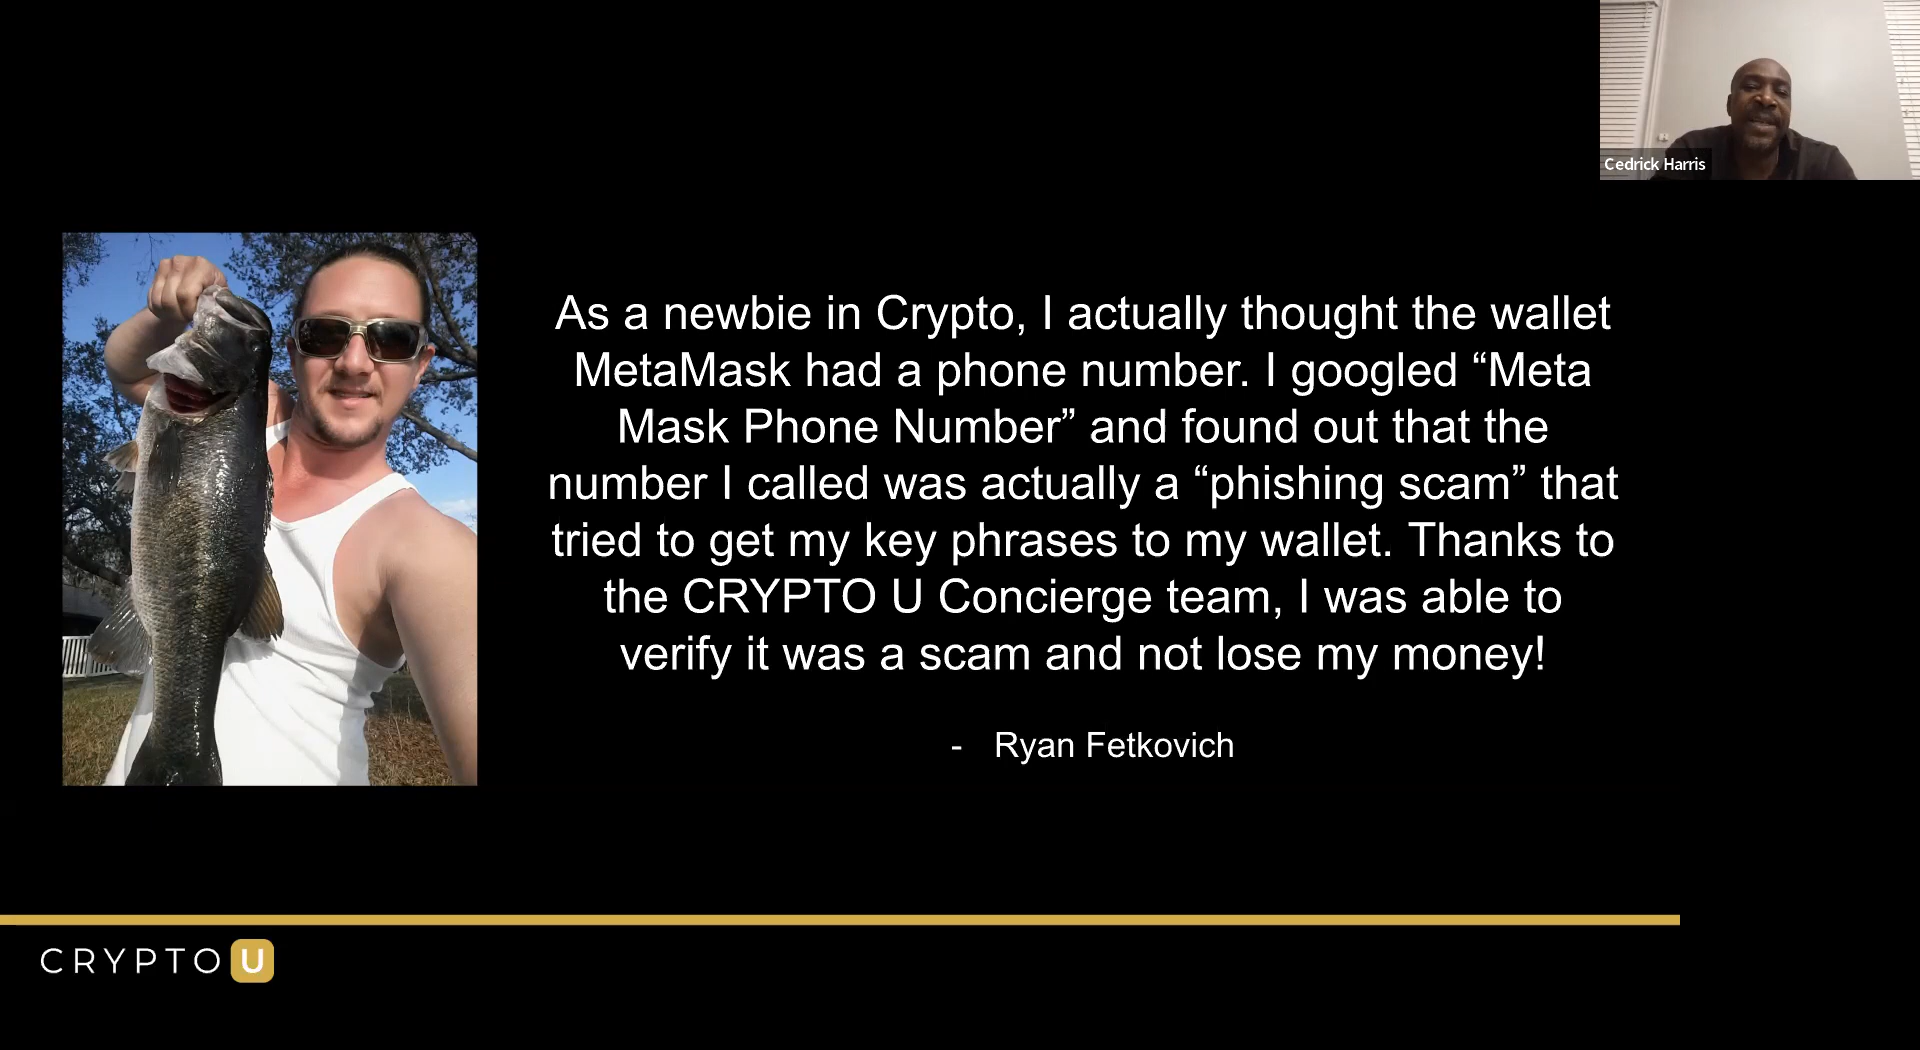 Cedrick Harris
As a newbie in Crypto, I actually thought the wallet
MetaMask had a phone number. I googled “Meta
Mask Phone Number” and found out that the
number I called was actually a “phishing scam” that
tried to get my key phrases to my wallet. Thanks to
the CRYPTO U Concierge team, I was able to
verify it was a scam and not lose my money!
- Ryan Fetkovich
CRYPTO U